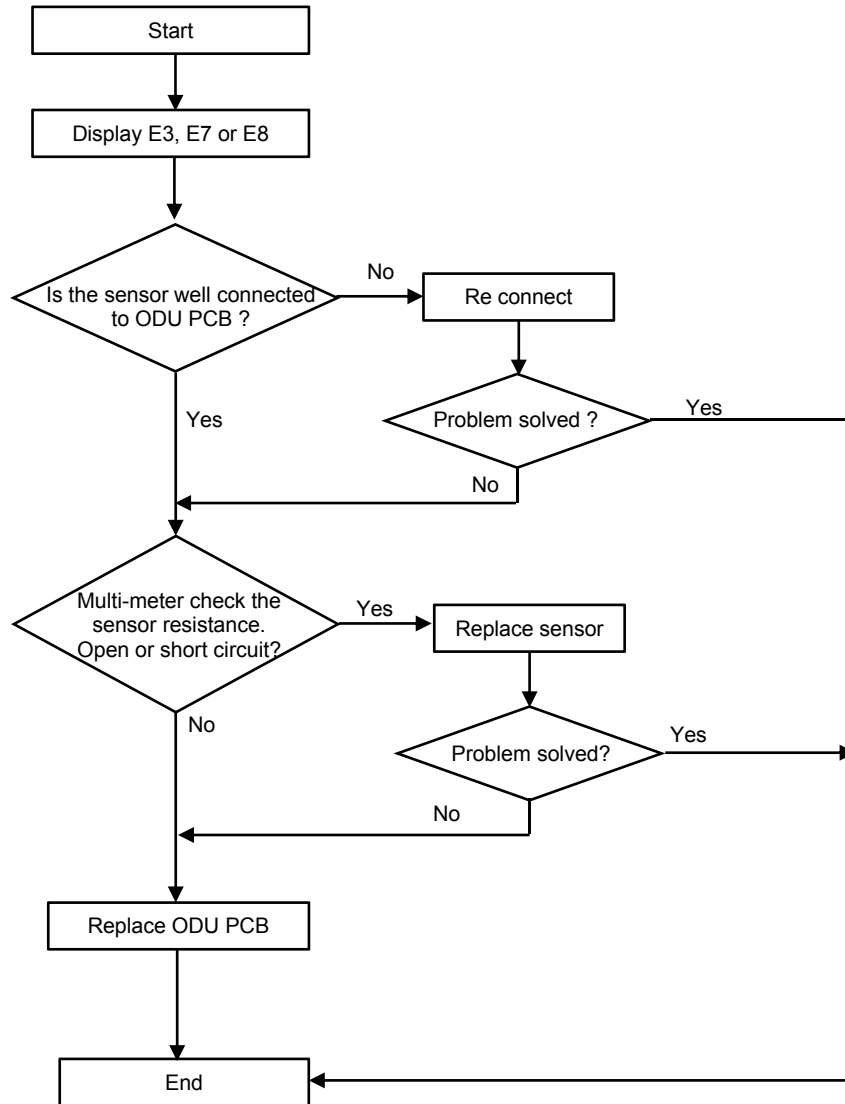 Start
Display E3, E7 or E8
Is the sensor well connected
to ODU PCB ?
No
Re connect
Yes
Problem solved ?
Yes
No
Multi-meter check the
sensor resistance.
Open or short circuit?
Yes
Replace sensor
No
Problem solved?
Yes
No
Replace ODU PCB
End